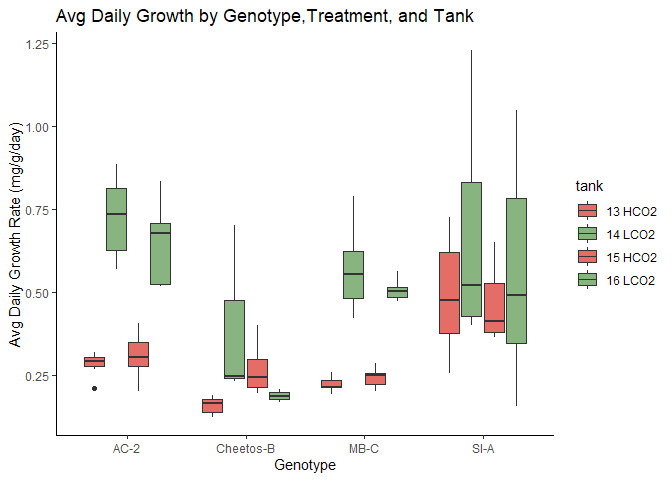 Avg Daily Growth by Genotype,Treatment, and Tank
Avg Daily Growth Rate (mg/g/day)
1.25
1.00
0.75
0.50
0.25
AC-2
Cheetos-B
MB-C
SI-A
Genotype
tank
13 HCO2
14 LCO2
15 HCO2
16 LCO2